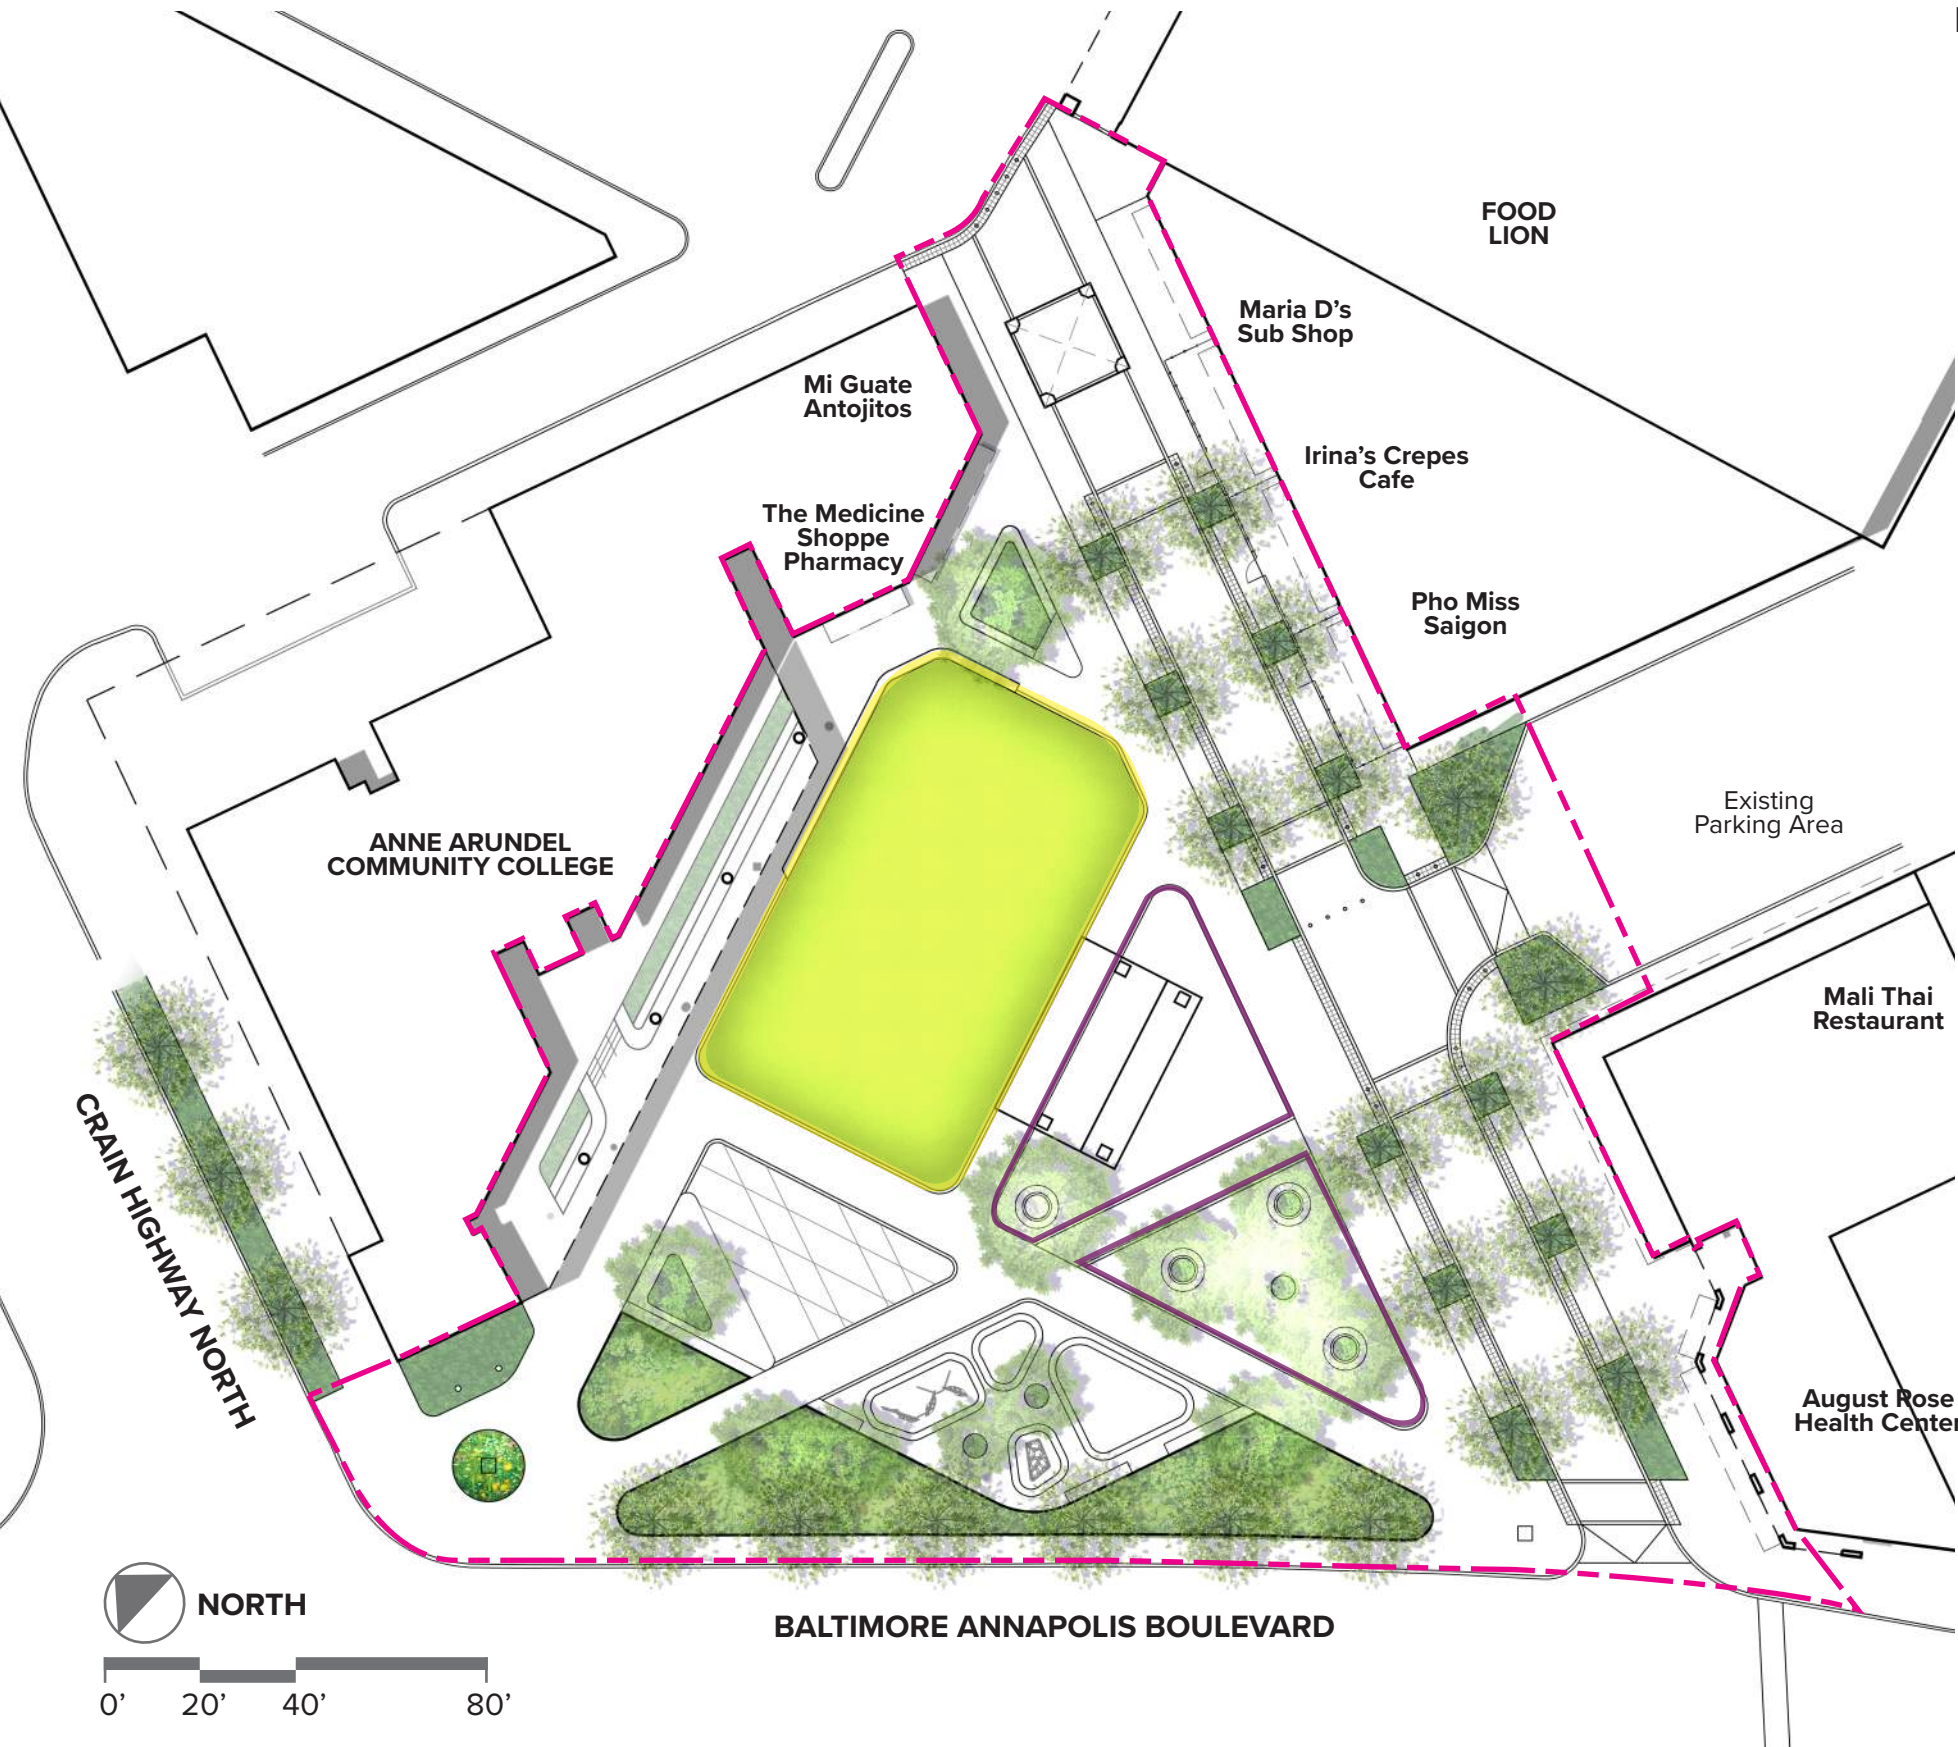 FOOD
LION
Maria D’s
Sub Shop
Mi Guate
Antojitos
Irina’s Crepes
Cafe
The Medicine
Shoppe
Pharmacy
Pho Miss
Saigon
Existing
Parking Area
ANNE ARUNDEL
COMMUNITY COLLEGE
Mali Thai
Restaurant
CRAIN HIGHWAY NORTH
August Rose
Health Center
NORTH
BALTIMORE ANNAPOLIS BOULEVARD
0’ 20’ 40’ 80’